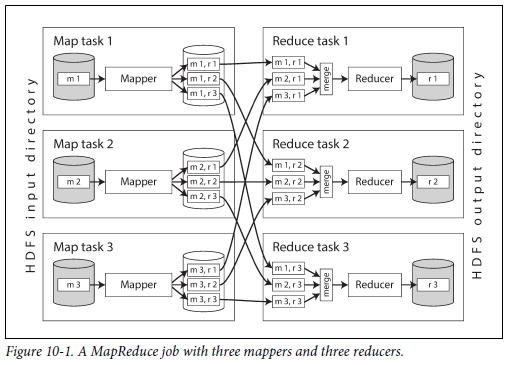 HDFS input directory
Map task 1
m 1
Mapper
m 1, r 1
m 1, r 2
m 1, r 3
Map task 2
m 2
Mapper
m 2, r 1
m 2, r 2
m 2, r 3
Map task 3
m 3
Mapper
m 3, r 1
m 3, r 2
m 3, r 3
Reduce task 1
m 1, r 1
m 2, r 1
m 3, r 1
merge
Reducer
r 1
Reduce task 2
m 1, r 2
m 2, r 2
m 3, r 2
merge
Reducer
r 2
Reduce task 3
m 1, r 3
m 2, r 3
m 3, r 3
merge
Reducer
r 3
HDFS output directory
Figure 10-1. A MapReduce job with three mappers and three reducers.